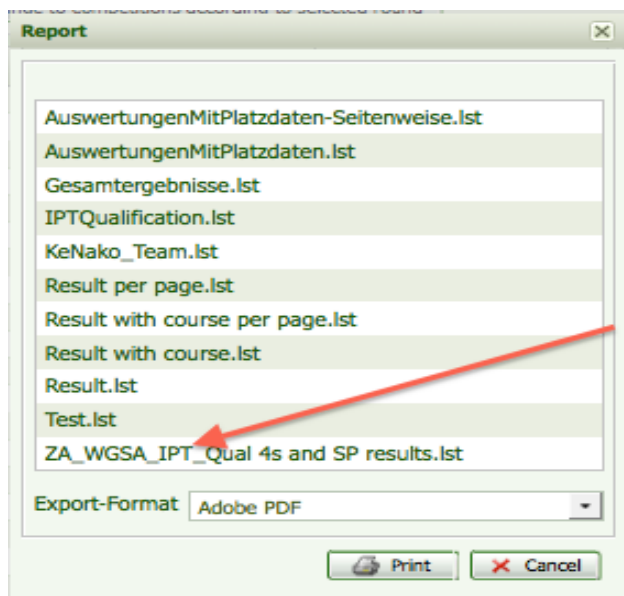 Report
AuswertungenMitPlatzdaten-Seitenweise.lst
AuswertungenMitPlatzdaten.lst
Gesamtergebnisse.lst
IPTQualification.lst
KeNako_Team.lst
Result per page.lst
Result with course per page.lst
Result with course.lst
Result.lst
Test.lst
ZA_WGSA_IPT_Qual 4s and SP results.lst
Export-Format Adobe PDF
Print Cancel